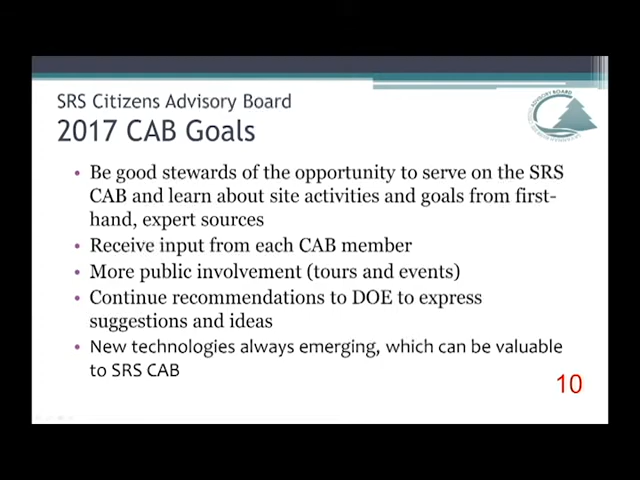 SRS Citizens Advisory Board
2017 CAB Goals
ADVISORY BOARD
• Be good stewards of the opportunity to serve on the SRS
CAB and learn about site activities and goals from first-
hand, expert sources
• Receive input from each CAB member
• More public involvement (tours and events)
• Continue recommendations to DOE to express
suggestions and ideas
• New technologies always emerging, which can be valuable
to SRS CAB
10